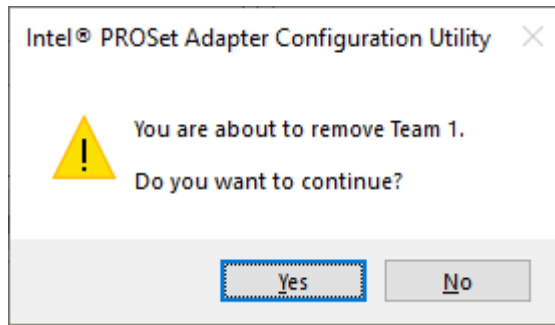 Intel® PROSet Adapter Configuration Utility
You are about to remove Team 1.
Do you want to continue?
Yes
No